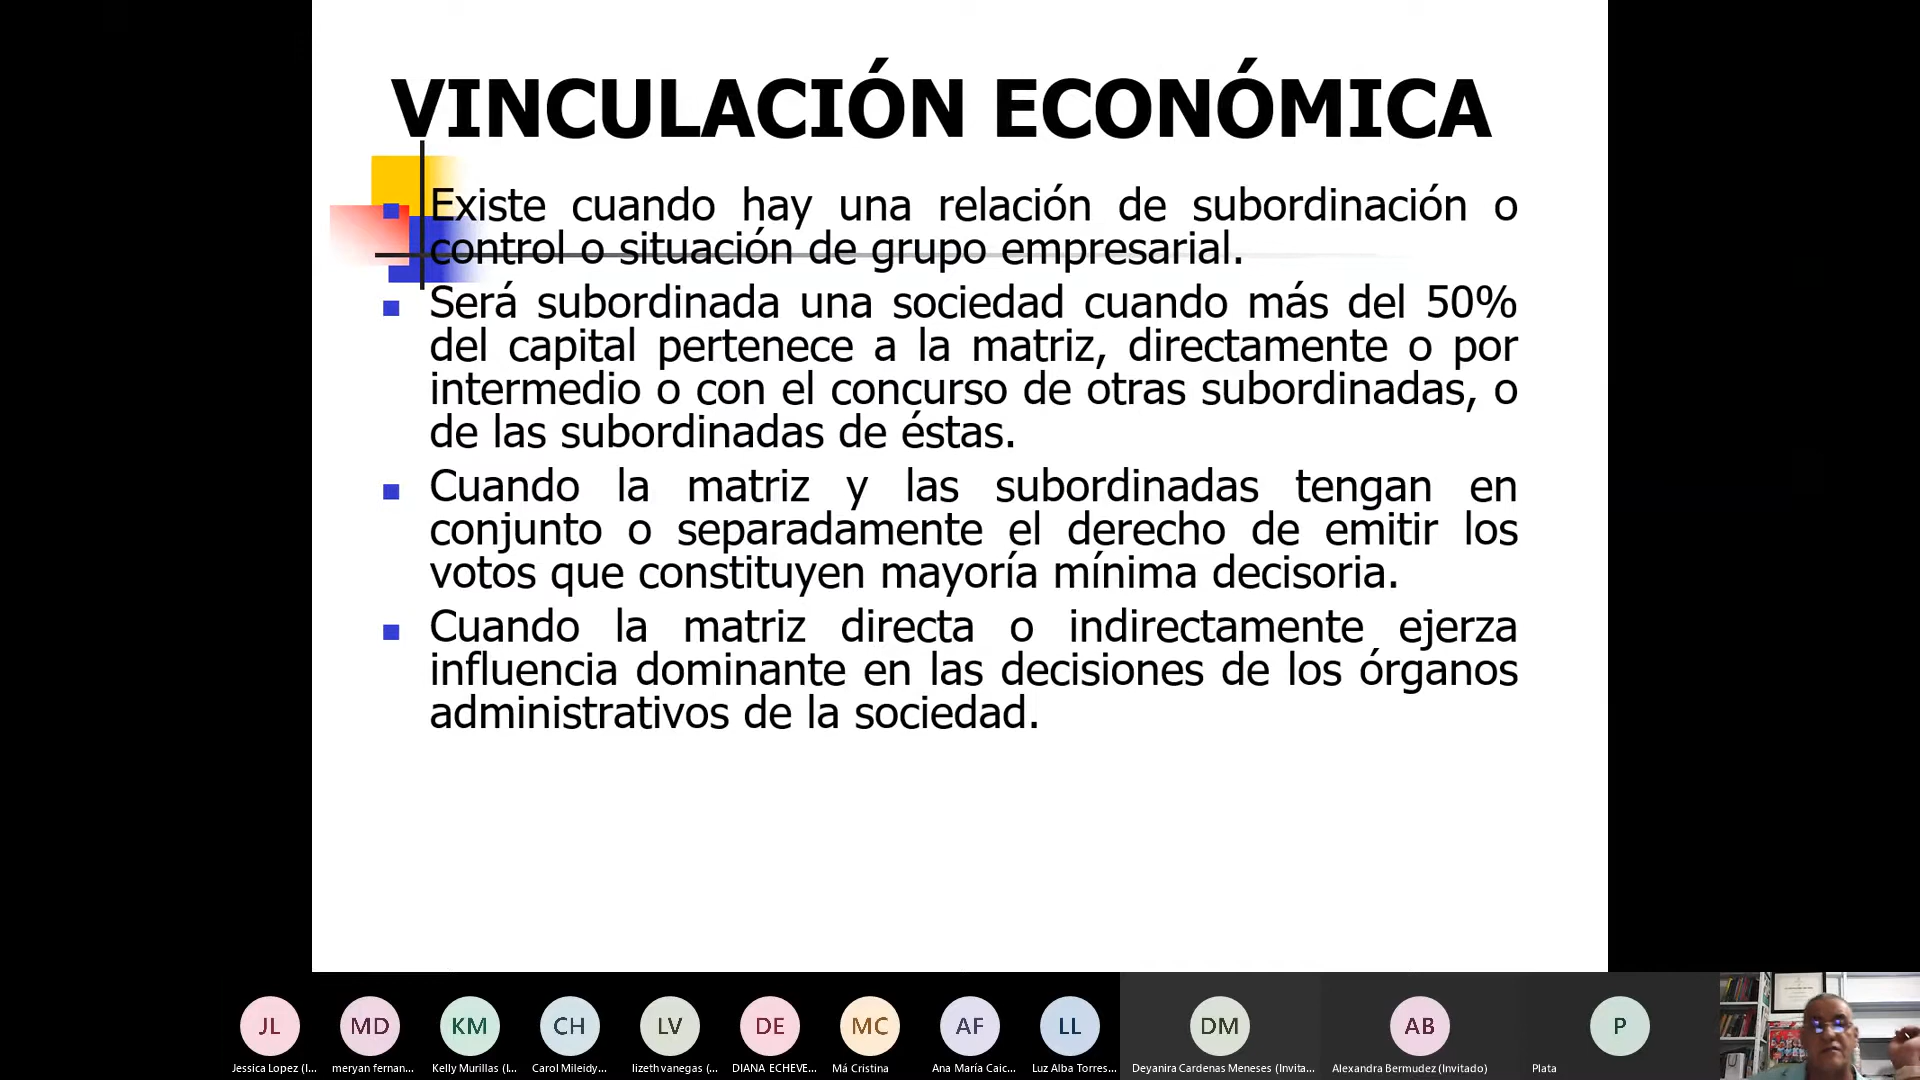 VINCULACIÓN ECONÓMICA
Existe cuando hay una relación de subordinación o
control o situación de grupo empresarial.
Será subordinada una sociedad cuando más del 50%
del capital pertenece a la matriz, directamente o por
intermedio o con el concurso de otras subordinadas, o
de las subordinadas de éstas.
Cuando la matriz y las subordinadas tengan en
conjunto o separadamente el derecho de emitir los
votos que constituyen mayoría mínima decisoria.
Cuando la matriz directa o indirectamente ejerza
influencia dominante en las decisiones de los órganos
administrativos de la sociedad.
JL MD KM CH LV DE MC AF LL DM AB P
Jessica Lopez (I... meryan fernan... Kelly Murillas (I... Carol Mileidy... lizeth vanegas (... DIANA ECHEVE... Má Cristina Ana María Caic... Luz Alba Torres... Deyanira Cardenas Meneses (Invita... Alexandra Bermudez (Invitado) Plata